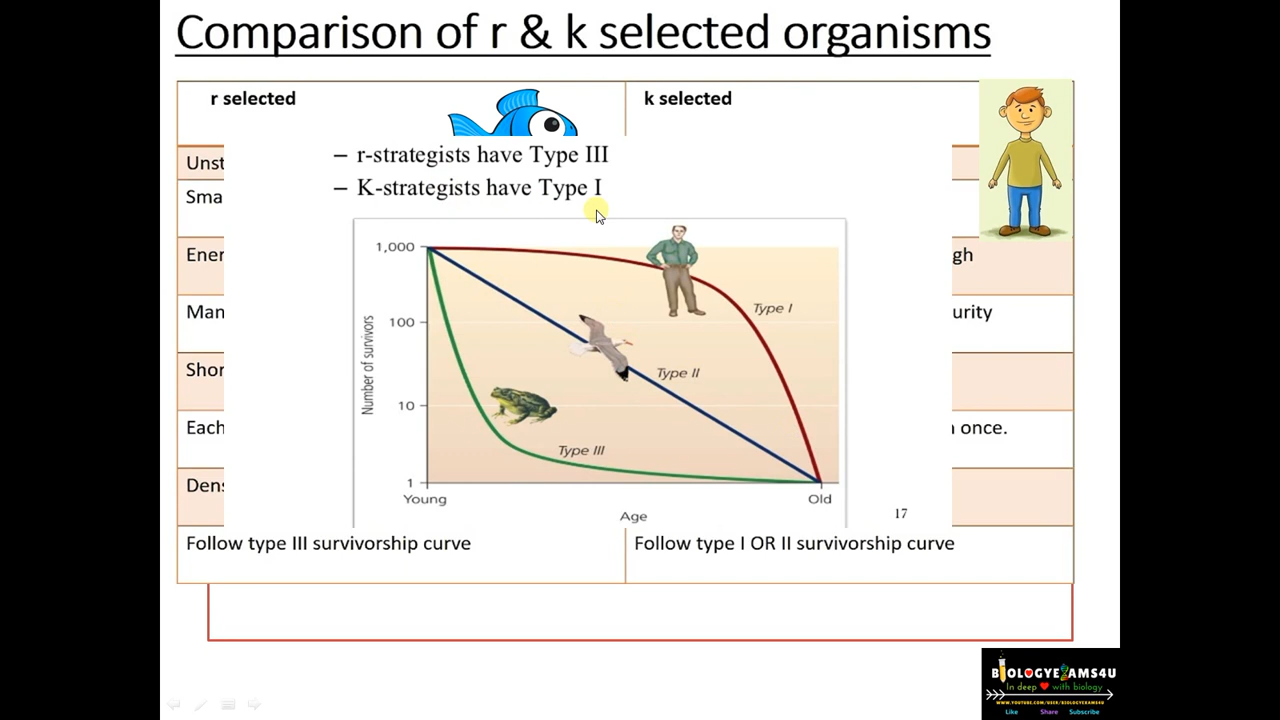 Comparison of r & k selected organisms
r selected
k selected
– r-strategists have Type III
– K-strategists have Type I
Unst
Sma
Ener
gh
Man
urity
Shor
Each
once.
Dens
1,000
100
10
1
Number of survivors
Type I
Type II
Type III
Young
Old
Age
17
Follow type III survivorship curve
Follow type I OR II survivorship curve
BIOLOGYEXAMS4U
In deep ❤ with biology
WWW.YOUTUBE.COM/USER/BIOLOGYEXAMS4U
Like Share Subscribe